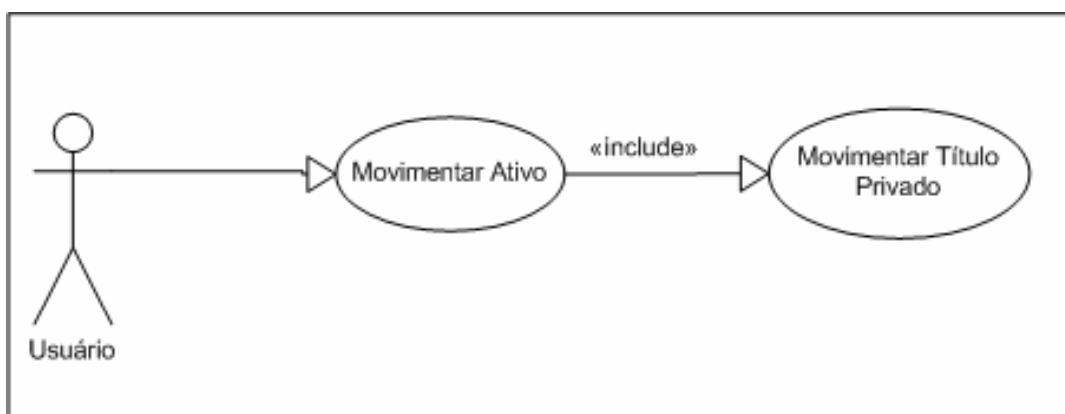 «include»
Movimentar Ativo
Movimentar Título
Privado
Usuário